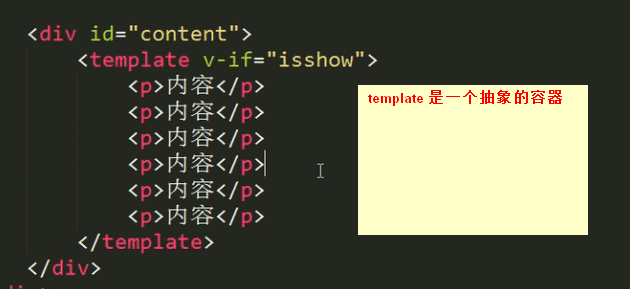 <div id="content">
<template v-if="isshow">
<p>内容</p>
<p>内容</p>
<p>内容</p>
<p>内容</p>
<p>内容</p>
<p>内容</p>
</template>
</div>
template 是一个抽象的容器